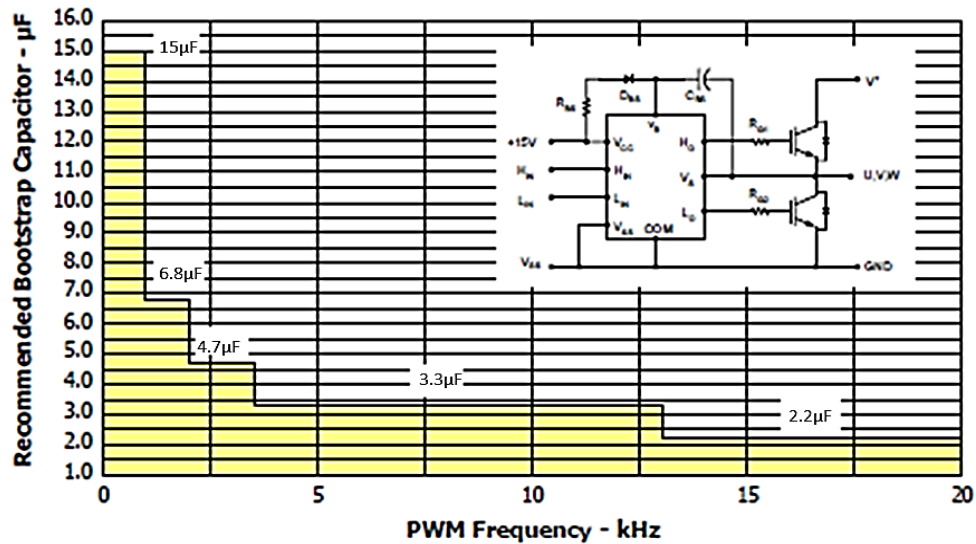 Recommended Bootstrap Capacitor - µF
16.0
15.0
14.0
13.0
12.0
11.0
10.0
9.0
8.0
7.0
6.0
5.0
4.0
3.0
2.0
1.0
15µF
6.8µF
4.7µF
3.3µF
2.2µF
V⁺
+15V
VCC
HO
HIN
HIN
U,V,W
LIN
LIN
LO
COM
GND
0
5
10
15
20
PWM Frequency - kHz